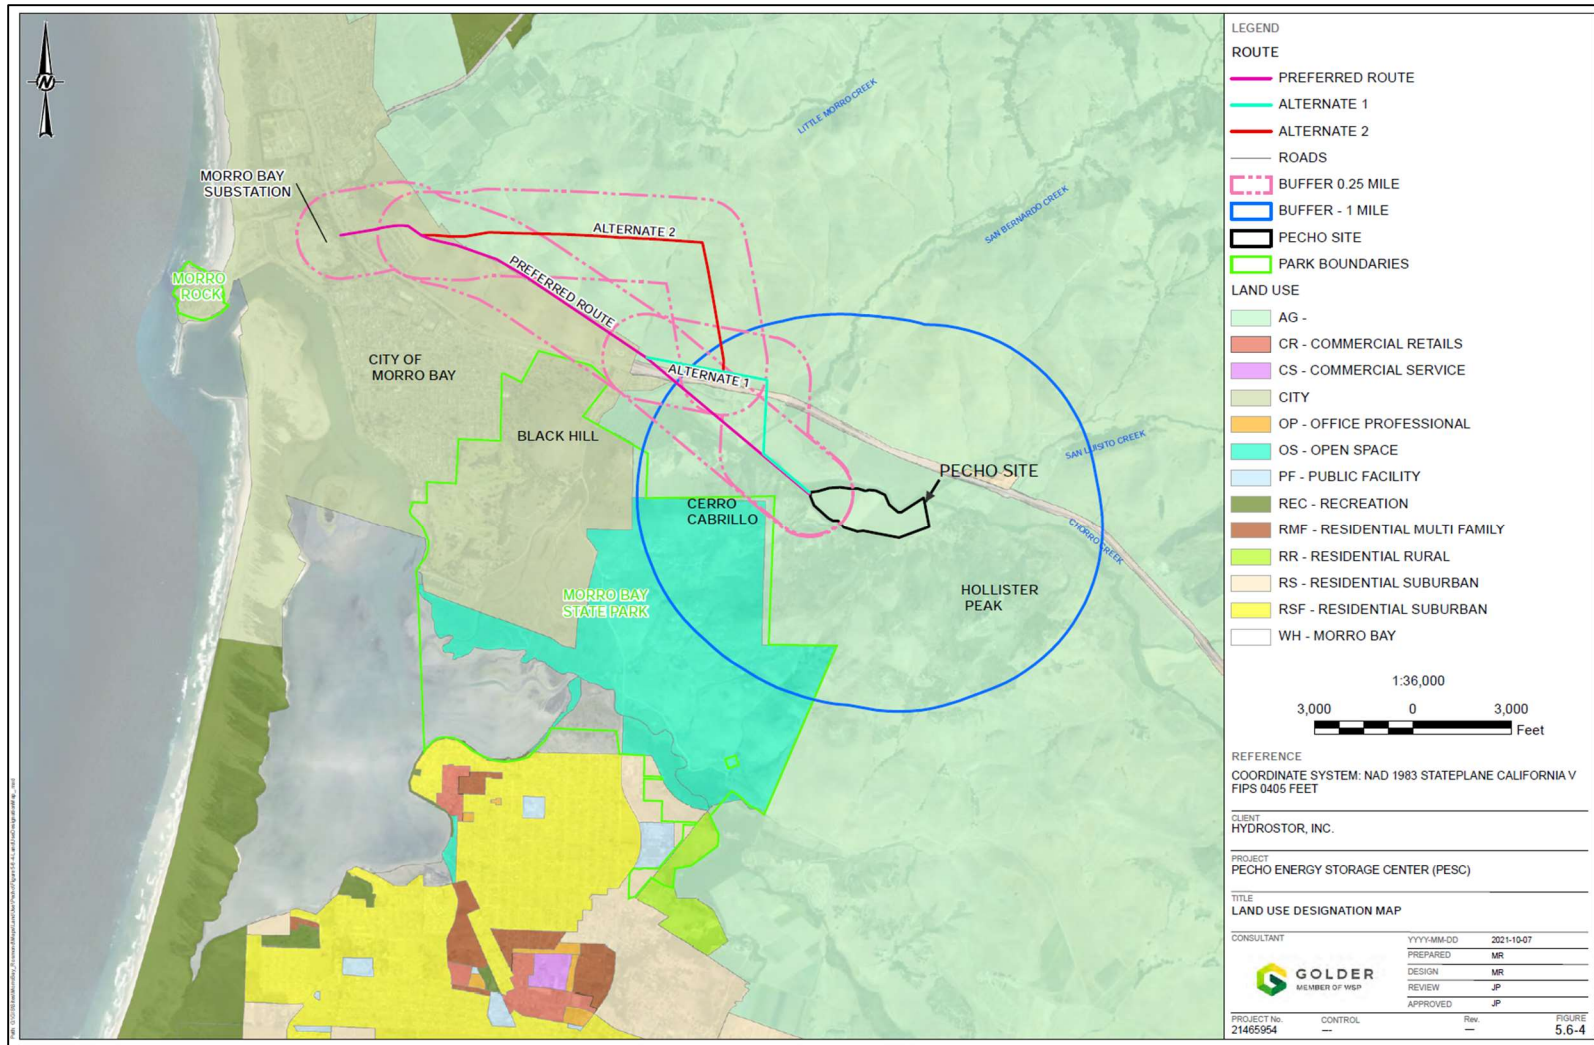 N
MORRO BAY
SUBSTATION
LITTLE MORRO CREEK
SAN BERNARDO CREEK
ALTERNATE 2
MORRO
ROCK
PREFERRED ROUTE
CITY OF
MORRO BAY
ALTERNATE 1
BLACK HILL
SAN LUISITO CREEK
PECHO SITE
CERRO
CABRILLO
CHORRO CREEK
HOLLISTER
PEAK
MORRO BAY
STATE PARK
LEGEND
ROUTE
PREFERRED ROUTE
ALTERNATE 1
ALTERNATE 2
ROADS
BUFFER 0.25 MILE
BUFFER - 1 MILE
PECHO SITE
PARK BOUNDARIES
LAND USE
AG -
CR - COMMERCIAL RETAILS
CS - COMMERCIAL SERVICE
CITY
OP - OFFICE PROFESSIONAL
OS - OPEN SPACE
PF - PUBLIC FACILITY
REC - RECREATION
RMF - RESIDENTIAL MULTI FAMILY
RR - RESIDENTIAL RURAL
RS - RESIDENTIAL SUBURBAN
RSF - RESIDENTIAL SUBURBAN
WH - MORRO BAY
1:36,000
3,000 0 3,000
Feet
REFERENCE
COORDINATE SYSTEM: NAD 1983 STATEPLANE CALIFORNIA V
FIPS 0405 FEET
CLIENT
HYDROSTOR, INC.
PROJECT
PECHO ENERGY STORAGE CENTER (PESC)
TITLE
LAND USE DESIGNATION MAP
CONSULTANT
GOLDER
MEMBER OF WSP
YYYY-MM-DD 2021-10-07
PREPARED MR
DESIGN MR
REVIEW JP
APPROVED JP
PROJECT No. CONTROL Rev. FIGURE
21465954 --- — 5.6-4